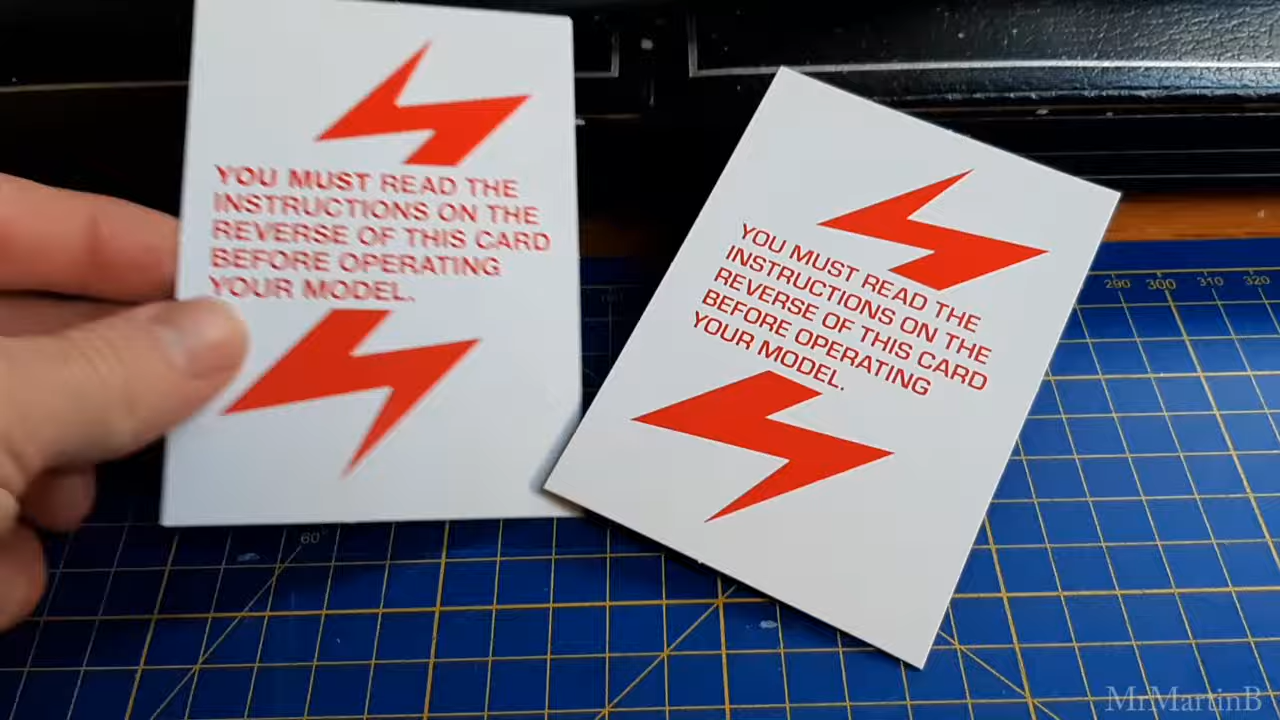 YOU MUST READ THE
INSTRUCTIONS ON THE
REVERSE OF THIS CARD
BEFORE OPERATING
YOUR MODEL.
YOU MUST READ THE
INSTRUCTIONS ON THE
REVERSE OF THIS CARD
BEFORE OPERATING
YOUR MODEL.
290 300 310 320
60°
MrMartinB